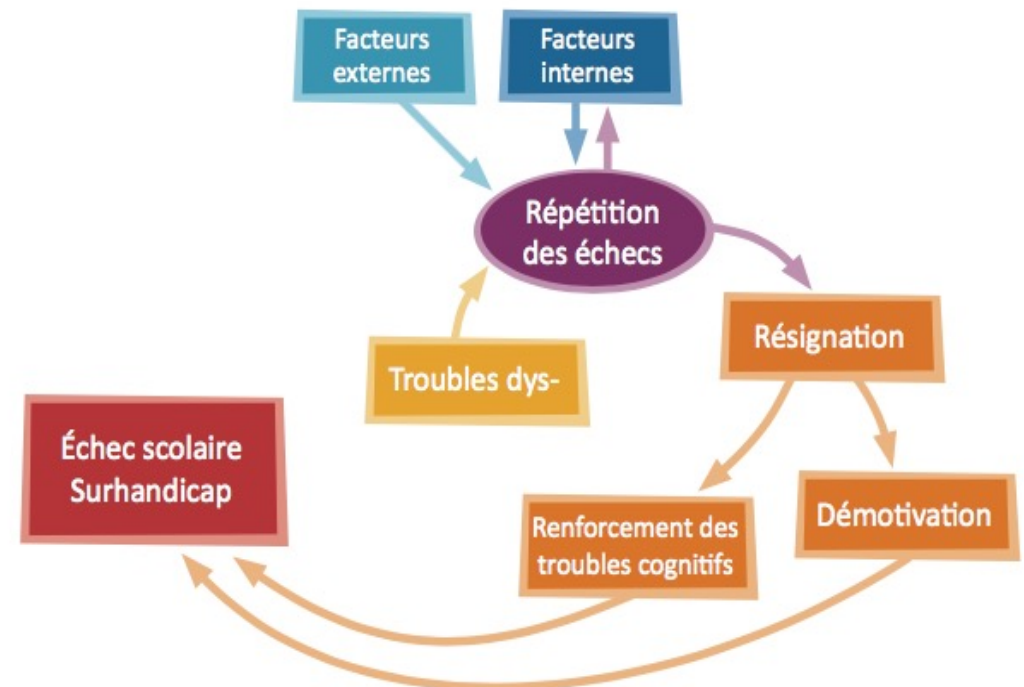 Facteurs
externes
Facteurs
internes
Répétition
des échecs
Résignation
Troubles dys-
Échec scolaire
Surhandicap
Renforcement des
troubles cognitifs
Démotivation